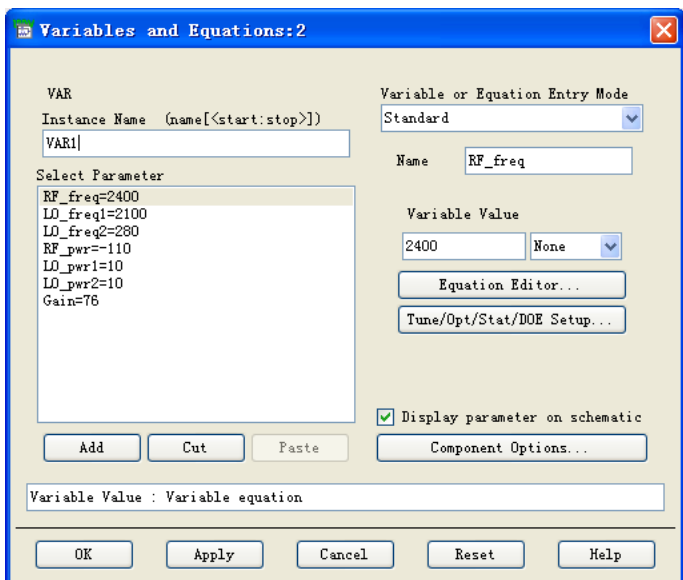 Variables and Equations:2
VAR
Instance Name (name[<start:stop>])
VAR1
Select Parameter
RF_freq=2400
LO_freq1=2100
LO_freq2=280
RF_pwr=-110
LO_pwr1=10
LO_pwr2=10
Gain=76
Add Cut Paste
Variable or Equation Entry Mode
Standard
Name RF_freq
Variable Value
2400 None
Equation Editor...
Tune/Opt/Stat/DOE Setup...
Display parameter on schematic
Component Options...
Variable Value : Variable equation
OK Apply Cancel Reset Help